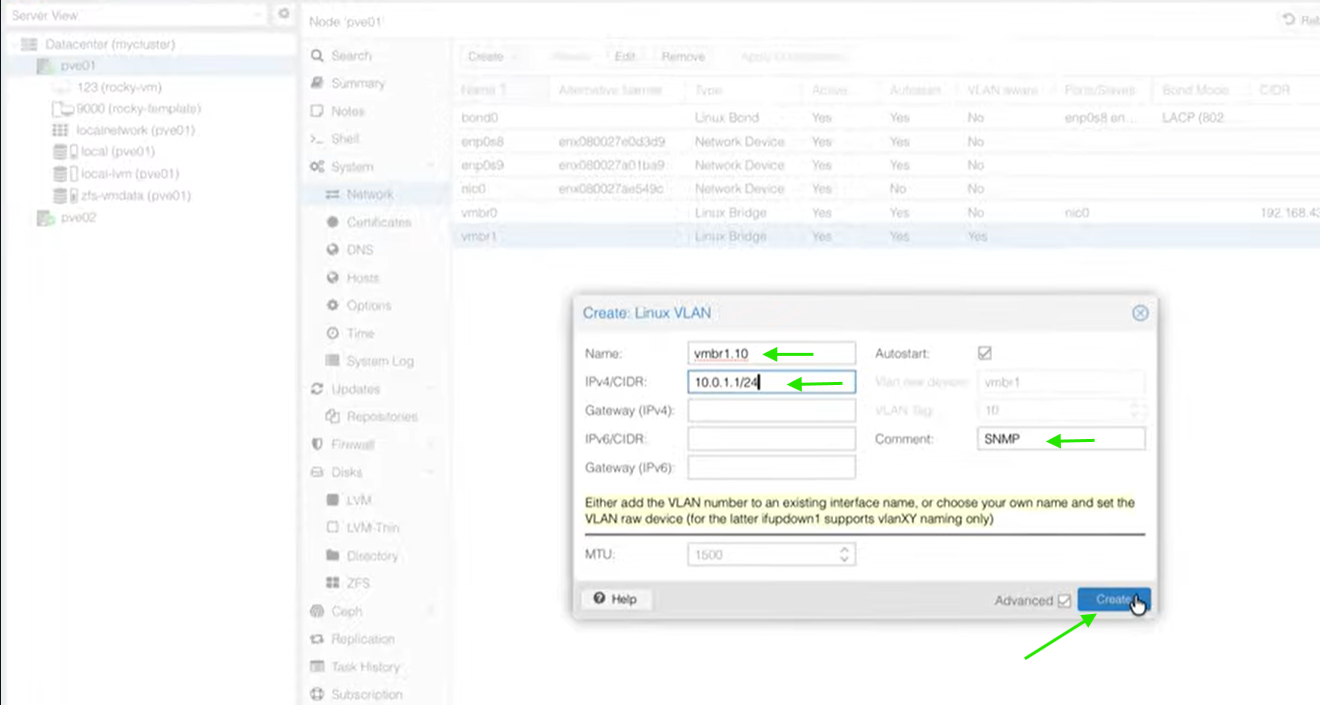 Server View
Node 'pve01'
Datacenter (mycluster)
pve01
123 (rocky-vm)
9000 (rocky-template)
localnetwork (pve01)
local (pve01)
local-lvm (pve01)
zfs-vmdata (pve01)
pve02
Search
Summary
Notes
Shell
System
Network
Certificates
DNS
Hosts
Options
Time
System Log
Updates
Repositories
Firewall
Disks
LVM
LVM-Thin
Directory
ZFS
Ceph
Replication
Task History
Subscription
Create Revert Edit Remove Apply Configuration
Name Alternative Names Type Active Autostart VLAN aware Ports/Slaves Bond Mode CIDR
bond0 Linux Bond Yes Yes No enp0s8 en... LACP (802
enp0s8 enx080027e0d3d9 Network Device Yes Yes No
enp0s9 enx080027a01ba9 Network Device Yes Yes No
nic0 enx080027ae549c Network Device Yes No No
vmbr0 Linux Bridge Yes Yes No nic0 192.168.43
vmbr1 Linux Bridge Yes Yes Yes
Create: Linux VLAN
Name: vmbr1.10 Autostart:
IPv4/CIDR: 10.0.1.1/24 Vlan raw device: vmbr1
Gateway (IPv4): VLAN Tag: 10
IPv6/CIDR: Comment: SNMP
Gateway (IPv6):
Either add the VLAN number to an existing interface name, or choose your own name and set the
VLAN raw device (for the latter ifupdown1 supports vlanXY naming only)
MTU: 1500
Help Advanced Create